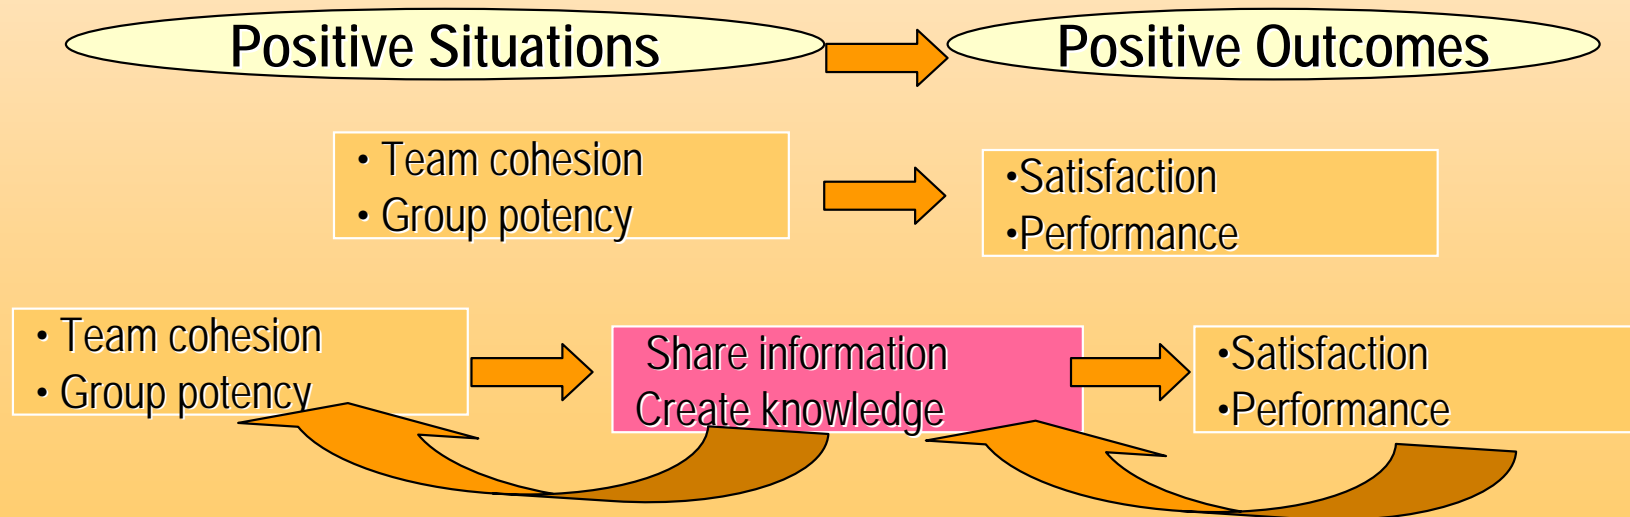 Positive Situations
Positive Outcomes
• Team cohesion
• Group potency
•Satisfaction
•Performance
• Team cohesion
• Group potency
Share information
Create knowledge
•Satisfaction
•Performance